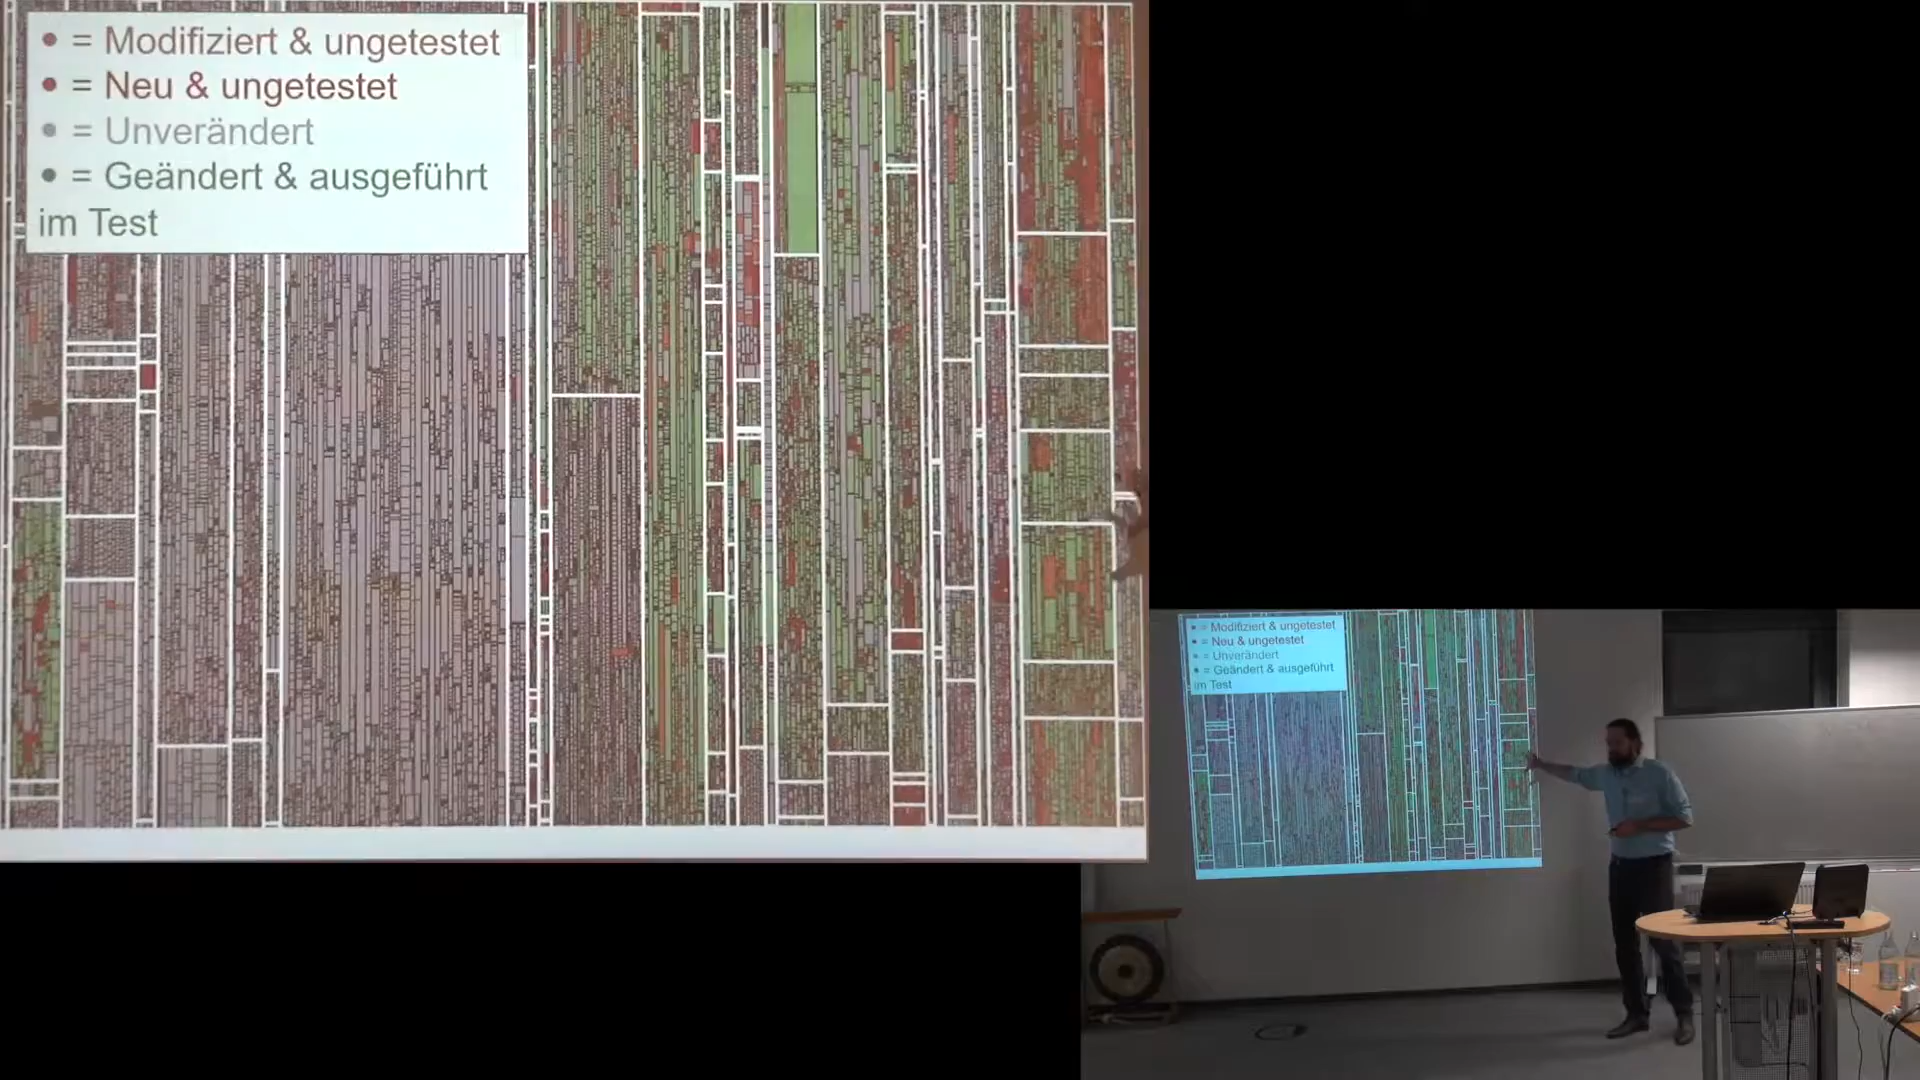 • = Modifiziert & ungetestet
• = Neu & ungetestet
• = Unverändert
• = Geändert & ausgeführt
im Test
• = Modifiziert & ungetestet
• = Neu & ungetestet
• = Unverändert
• = Geändert & ausgeführt
im Test